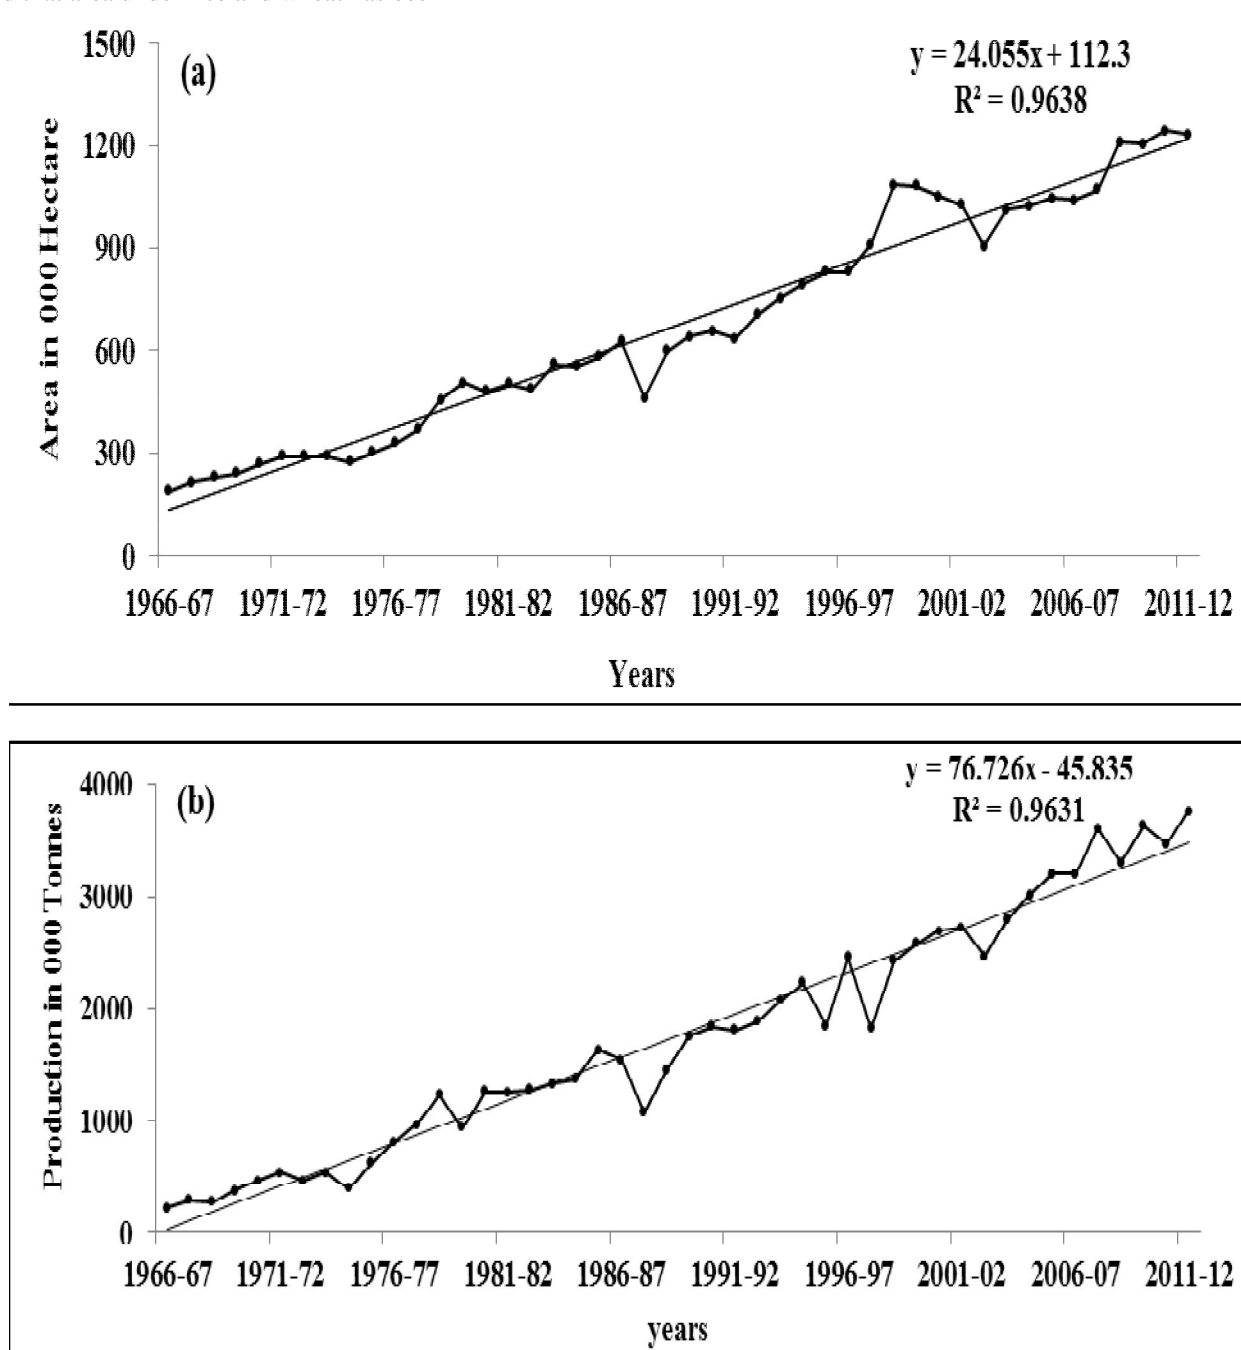 1500
(a)
y = 24.055x + 112.3
R² = 0.9638
1200
900
600
300
0
Area in 000 Hectare
1966-67 1971-72 1976-77 1981-82 1986-87 1991-92 1996-97 2001-02 2006-07 2011-12
Years
4000
(b)
y = 76.726x - 45.835
R² = 0.9631
3000
2000
1000
0
Production in 000 Tonnes
1966-67 1971-72 1976-77 1981-82 1986-87 1991-92 1996-97 2001-02 2006-07 2011-12
years